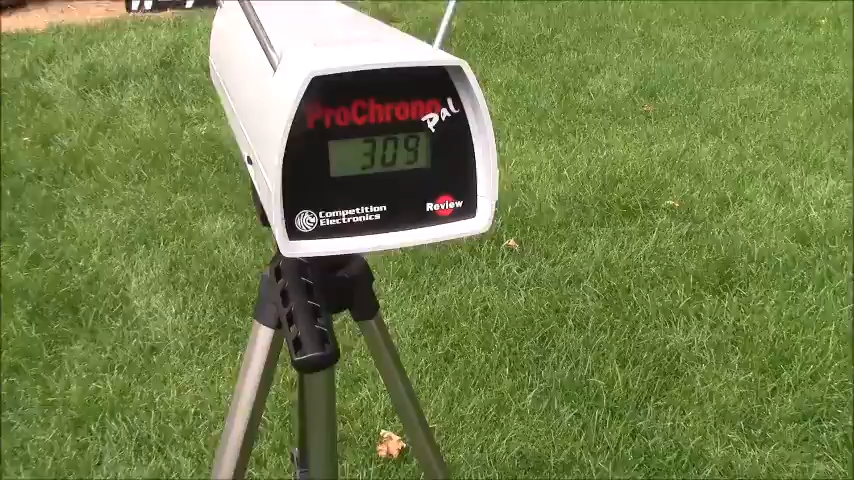 ProChrono
Pal
309
Competition
Electronics
Review